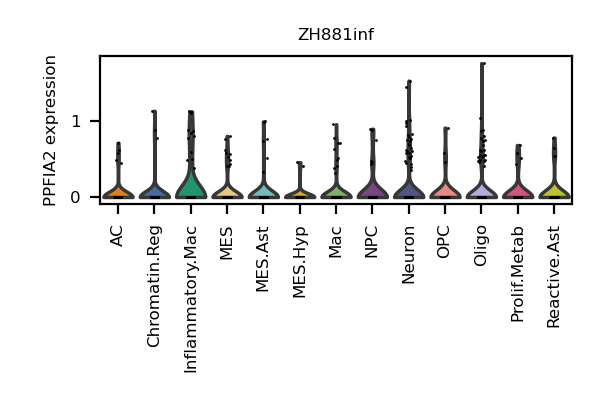 ZH881inf
PPFIA2 expression
1
0
AC
Chromatin.Reg
Inflammatory.Mac
MES
MES.Ast
MES.Hyp
Mac
NPC
Neuron
OPC
Oligo
Prolif.Metab
Reactive.Ast